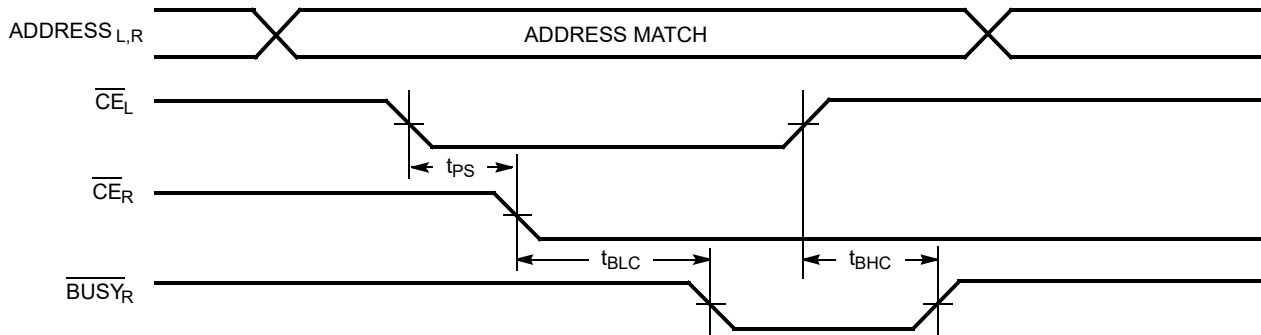 ADDRESS L,R
ADDRESS MATCH
CEL
tPS
CER
tBLC
tBHC
BUSYR